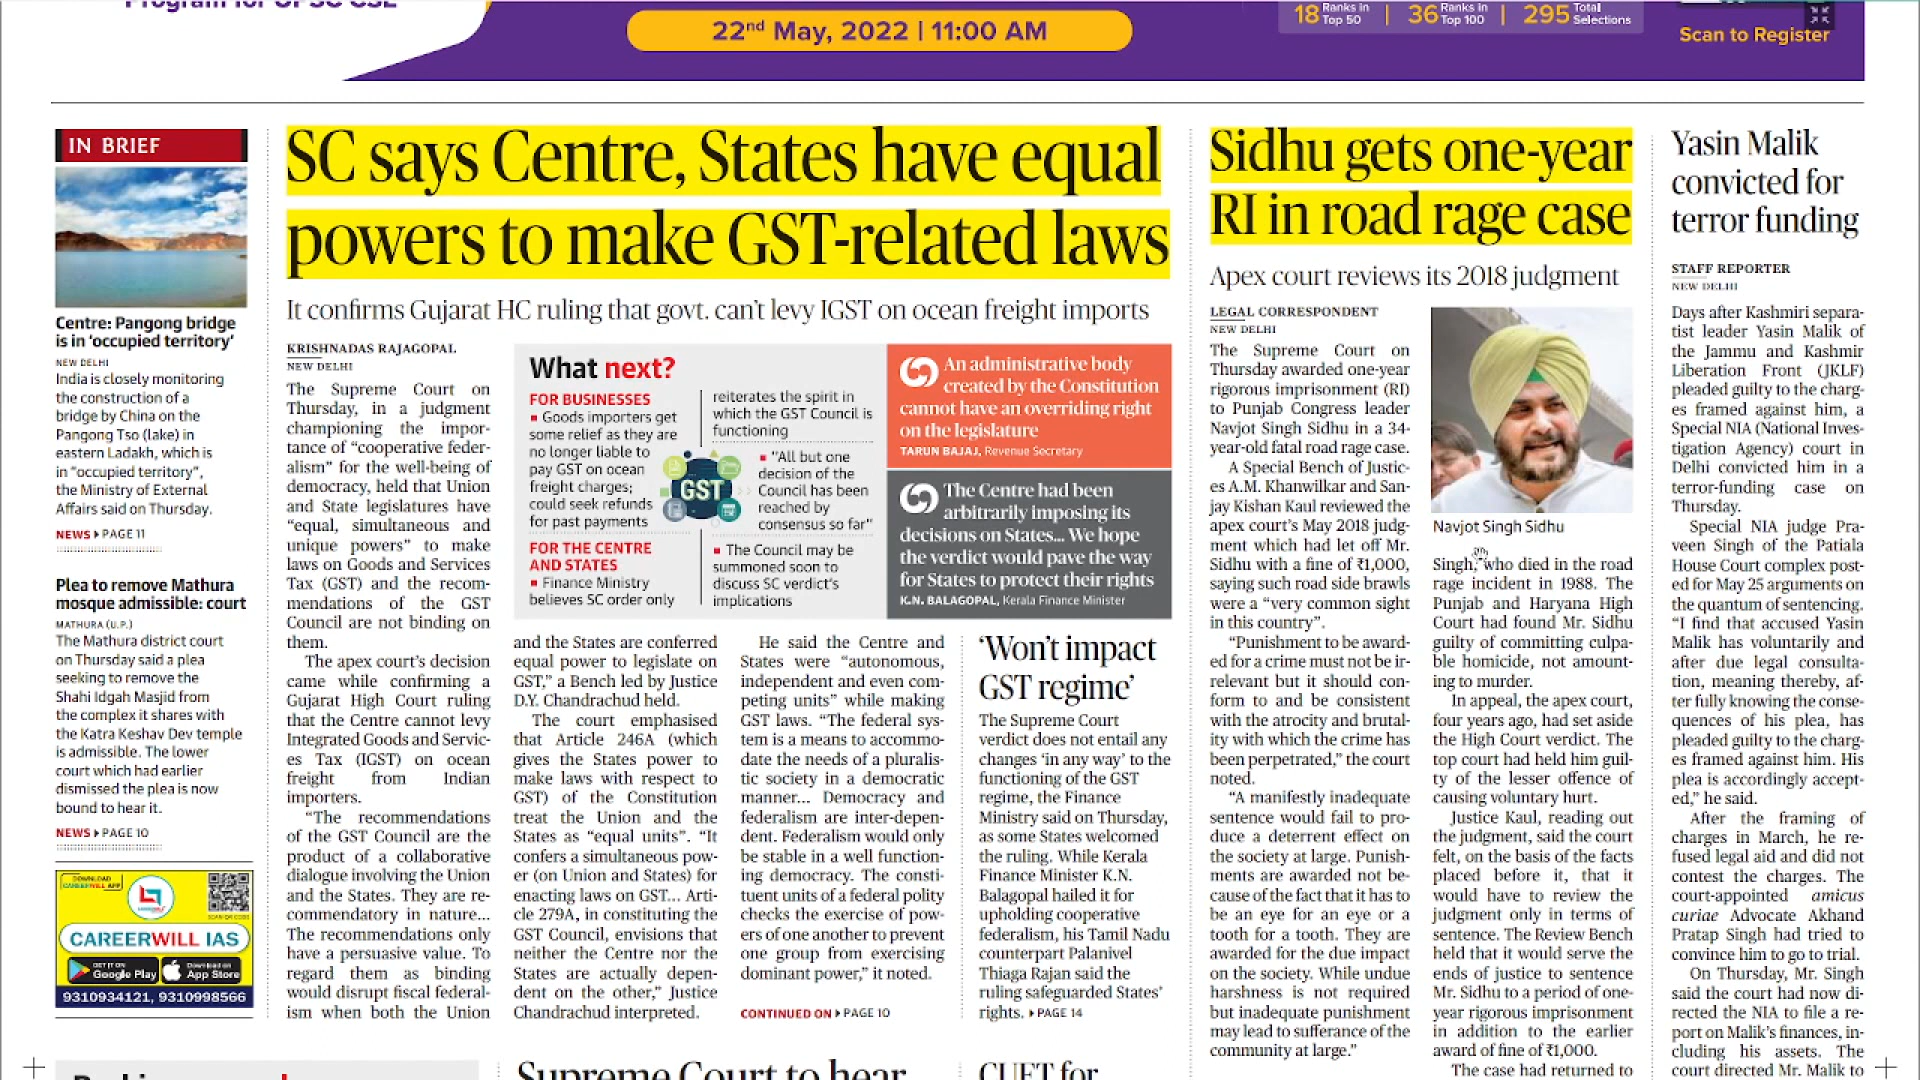 Program for UPSC CSE
22nd May, 2022 | 11:00 AM
18 Ranks in Top 50 | 36 Ranks in Top 100 | 295 Total Selections
Scan to Register
IN BRIEF
Centre: Pangong bridge
is in ‘occupied territory’
NEW DELHI
India is closely monitoring
the construction of a
bridge by China on the
Pangong Tso (lake) in
eastern Ladakh, which is
in “occupied territory”,
the Ministry of External
Affairs said on Thursday.
NEWS PAGE 11
Plea to remove Mathura
mosque admissible: court
MATHURA (U.P.)
The Mathura district court
on Thursday said a plea
seeking to remove the
Shahi Idgah Masjid from
the complex it shares with
the Katra Keshav Dev temple
is admissible. The lower
court which had earlier
dismissed the plea is now
bound to hear it.
NEWS PAGE 10
DOWNLOAD
CAREERWILL APP
SCAN QR CODE
CAREERWILL IAS
GET IT ON
Google Play
Download on
App Store
9310934121, 9310998566
SC says Centre, States have equal
powers to make GST-related laws
It confirms Gujarat HC ruling that govt. can’t levy IGST on ocean freight imports
KRISHNADAS RAJAGOPAL
NEW DELHI
The Supreme Court on
Thursday, in a judgment
championing the impor-
tance of “cooperative feder-
alism” for the well-being of
democracy, held that Union
and State legislatures have
“equal, simultaneous and
unique powers” to make
laws on Goods and Services
Tax (GST) and the recom-
mendations of the GST
Council are not binding on
them.
The apex court’s decision
came while confirming a
Gujarat High Court ruling
that the Centre cannot levy
Integrated Goods and Servic-
es Tax (IGST) on ocean
freight from Indian
importers.
“The recommendations
of the GST Council are the
product of a collaborative
dialogue involving the Union
and the States. They are re-
commendatory in nature...
The recommendations only
have a persuasive value. To
regard them as binding
would disrupt fiscal federal-
ism when both the Union
What next?
FOR BUSINESSES
Goods importers get
some relief as they are
no longer liable to
pay GST on ocean
freight charges;
could seek refunds
for past payments
FOR THE CENTRE
AND STATES
Finance Ministry
believes SC order only
reiterates the spirit in
which the GST Council is
functioning
GST
"All but one
decision of the
Council has been
reached by
consensus so far"
The Council may be
summoned soon to
discuss SC verdict’s
implications
An administrative body
created by the Constitution
cannot have an overriding right
on the legislature
TARUN BAJAJ, Revenue Secretary
The Centre had been
arbitrarily imposing its
decisions on States... We hope
the verdict would pave the way
for States to protect their rights
K.N. BALAGOPAL, Kerala Finance Minister
and the States are conferred
equal power to legislate on
GST,” a Bench led by Justice
D.Y. Chandrachud held.
The court emphasised
that Article 246A (which
gives the States power to
make laws with respect to
GST) of the Constitution
treat the Union and the
States as “equal units”. “It
confers a simultaneous pow-
er (on Union and States) for
enacting laws on GST... Arti-
cle 279A, in constituting the
GST Council, envisions that
neither the Centre nor the
States are actually depen-
dent on the other,” Justice
Chandrachud interpreted.
He said the Centre and
States were “autonomous,
independent and even com-
peting units” while making
GST laws. “The federal sys-
tem is a means to accommo-
date the needs of a pluralis-
tic society in a democratic
manner... Democracy and
federalism are inter-depen-
dent. Federalism would only
be stable in a well function-
ing democracy. The consti-
tuent units of a federal polity
checks the exercise of pow-
ers of one another to prevent
one group from exercising
dominant power,” it noted.
CONTINUED ON PAGE 10
‘Won’t impact
GST regime’
The Supreme Court
verdict does not entail any
changes ‘in any way’ to the
functioning of the GST
regime, the Finance
Ministry said on Thursday,
as some States welcomed
the ruling. While Kerala
Finance Minister K.N.
Balagopal hailed it for
upholding cooperative
federalism, his Tamil Nadu
counterpart Palanivel
Thiaga Rajan said the
ruling safeguarded States’
rights. PAGE 14
Sidhu gets one-year
RI in road rage case
Apex court reviews its 2018 judgment
LEGAL CORRESPONDENT
NEW DELHI
The Supreme Court on
Thursday awarded one-year
rigorous imprisonment (RI)
to Punjab Congress leader
Navjot Singh Sidhu in a 34-
year-old fatal road rage case.
A Special Bench of Justic-
es A.M. Khanwilkar and San-
jay Kishan Kaul reviewed the
apex court’s May 2018 judg-
ment which had let off Mr.
Sidhu with a fine of ₹1,000,
saying such road side brawls
were a “very common sight
in this country”.
“Punishment to be award-
ed for a crime must not be ir-
relevant but it should con-
form to and be consistent
with the atrocity and brutal-
ity with which the crime has
been perpetrated,” the court
noted.
“A manifestly inadequate
sentence would fail to pro-
duce a deterrent effect on
the society at large. Punish-
ments are awarded not be-
cause of the fact that it has to
be an eye for an eye or a
tooth for a tooth. They are
awarded for the due impact
on the society. While undue
harshness is not required
but inadequate punishment
may lead to sufferance of the
community at large.”
Navjot Singh Sidhu
Singh, who died in the road
rage incident in 1988. The
Punjab and Haryana High
Court had found Mr. Sidhu
guilty of committing culpa-
ble homicide, not amount-
ing to murder.
In appeal, the apex court,
four years ago, had set aside
the High Court verdict. The
top court had held him guil-
ty of the lesser offence of
causing voluntary hurt.
Justice Kaul, reading out
the judgment, said the court
felt, on the basis of the facts
placed before it, that it
would have to review the
judgment only in terms of
sentence. The Review Bench
held that it would serve the
ends of justice to sentence
Mr. Sidhu to a period of one-
year rigorous imprisonment
in addition to the earlier
award of fine of ₹1,000.
The case had returned to
Yasin Malik
convicted for
terror funding
STAFF REPORTER
NEW DELHI
Days after Kashmiri separa-
tist leader Yasin Malik of
the Jammu and Kashmir
Liberation Front (JKLF)
pleaded guilty to the charg-
es framed against him, a
Special NIA (National Inves-
tigation Agency) court in
Delhi convicted him in a
terror-funding case on
Thursday.
Special NIA judge Pra-
veen Singh of the Patiala
House Court complex post-
ed for May 25 arguments on
the quantum of sentencing.
“I find that accused Yasin
Malik has voluntarily and
after due legal consulta-
tion, meaning thereby, af-
ter fully knowing the conse-
quences of his plea, has
pleaded guilty to the charg-
es framed against him. His
plea is accordingly accept-
ed,” he said.
After the framing of
charges in March, he re-
fused legal aid and did not
contest the charges. The
court-appointed amicus
curiae Advocate Akhand
Pratap Singh had tried to
convince him to go to trial.
On Thursday, Mr. Singh
said the court had now di-
rected the NIA to file a re-
port on Malik’s finances, in-
cluding his assets. The
court directed Mr. Malik to
Supreme Court to hear
CUET for